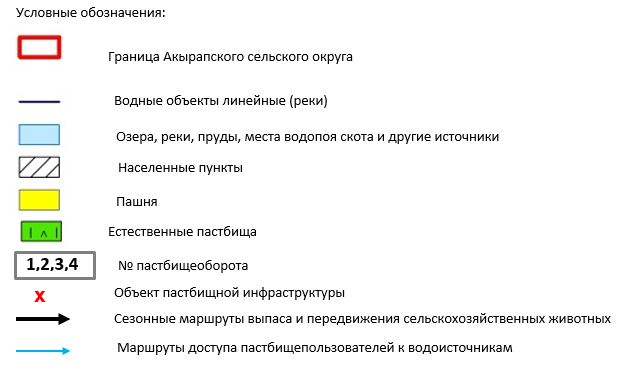 Условные обозначения:
Граница Акырапского сельского округа
Водные объекты линейные (реки)
Озера, реки, пруды, места водопоя скота и другие источники
Населенные пункты
Пашня
Естественные пастбища
1,2,3,4 № пастбищеоборота
х Объект пастбищной инфраструктуры
Сезонные маршруты выпаса и передвижения сельскохозяйственных животных
Маршруты доступа пастбищепользователей к водоисточникам